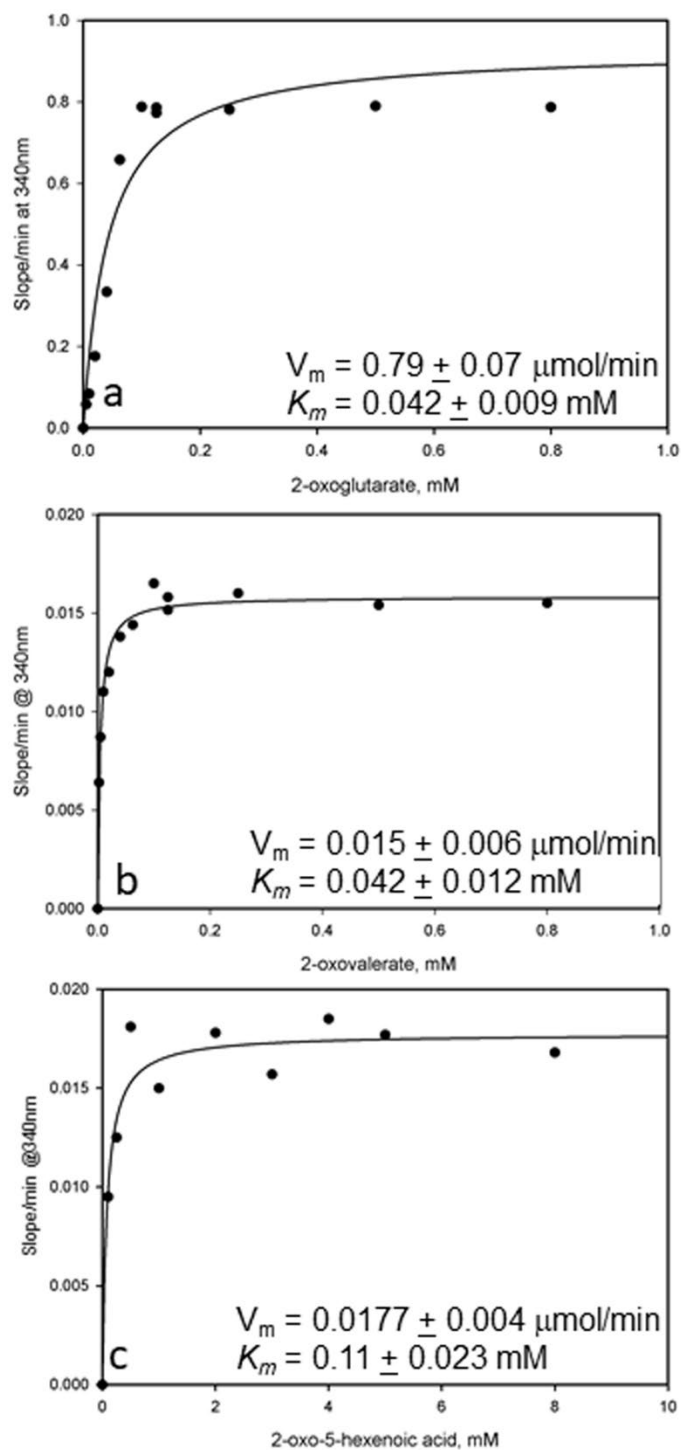 1.0
0.8
0.6
0.4
0.2
0.0
Slope/min at 340nm
a
V_m = 0.79 ± 0.07 μmol/min
K_m = 0.042 ± 0.009 mM
0.0 0.2 0.4 0.6 0.8 1.0
2-oxoglutarate, mM
0.020
0.015
0.010
0.005
0.000
Slope/min @ 340nm
b
V_m = 0.015 ± 0.006 μmol/min
K_m = 0.042 ± 0.012 mM
0.0 0.2 0.4 0.6 0.8 1.0
2-oxovalerate, mM
0.020
0.015
0.010
0.005
0.000
Slope/min @340nm
c
V_m = 0.0177 ± 0.004 μmol/min
K_m = 0.11 ± 0.023 mM
0 2 4 6 8 10
2-oxo-5-hexenoic acid, mM